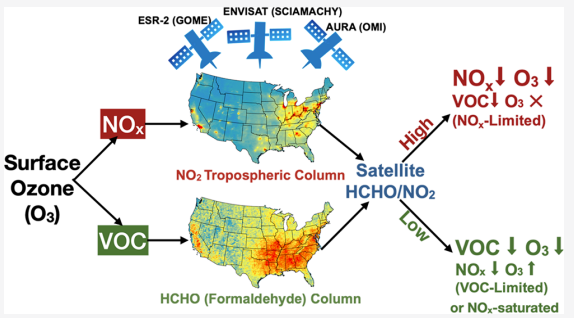 ENVISAT (SCIAMACHY)
ESR-2 (GOME)
AURA (OMI)
Surface
Ozone
(O₃)
NOₓ
VOC
NO₂ Tropospheric Column
HCHO (Formaldehyde) Column
Satellite
HCHO/NO₂
High
Low
NOₓ⬇ O₃⬇
VOC⬇ O₃ ×
(NOₓ-Limited)
VOC ⬇ O₃ ⬇
NOₓ ⬇ O₃ ⬆
(VOC-Limited)
or NOₓ-saturated